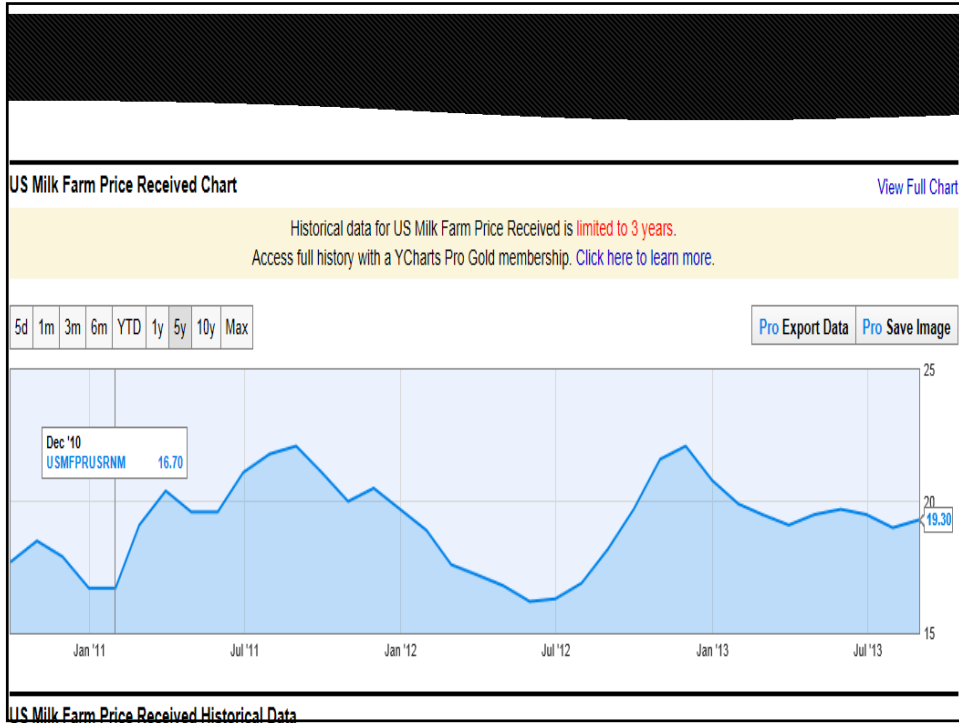 US Milk Farm Price Received Chart
View Full Chart
Historical data for US Milk Farm Price Received is limited to 3 years.
Access full history with a YCharts Pro Gold membership. Click here to learn more.
5d 1m 3m 6m YTD 1y 5y 10y Max
Pro Export Data Pro Save Image
25
Dec '10
USMFPRUSRNM 16.70
20
19.30
15
Jan '11 Jul '11 Jan '12 Jul '12 Jan '13 Jul '13
US Milk Farm Price Received Historical Data